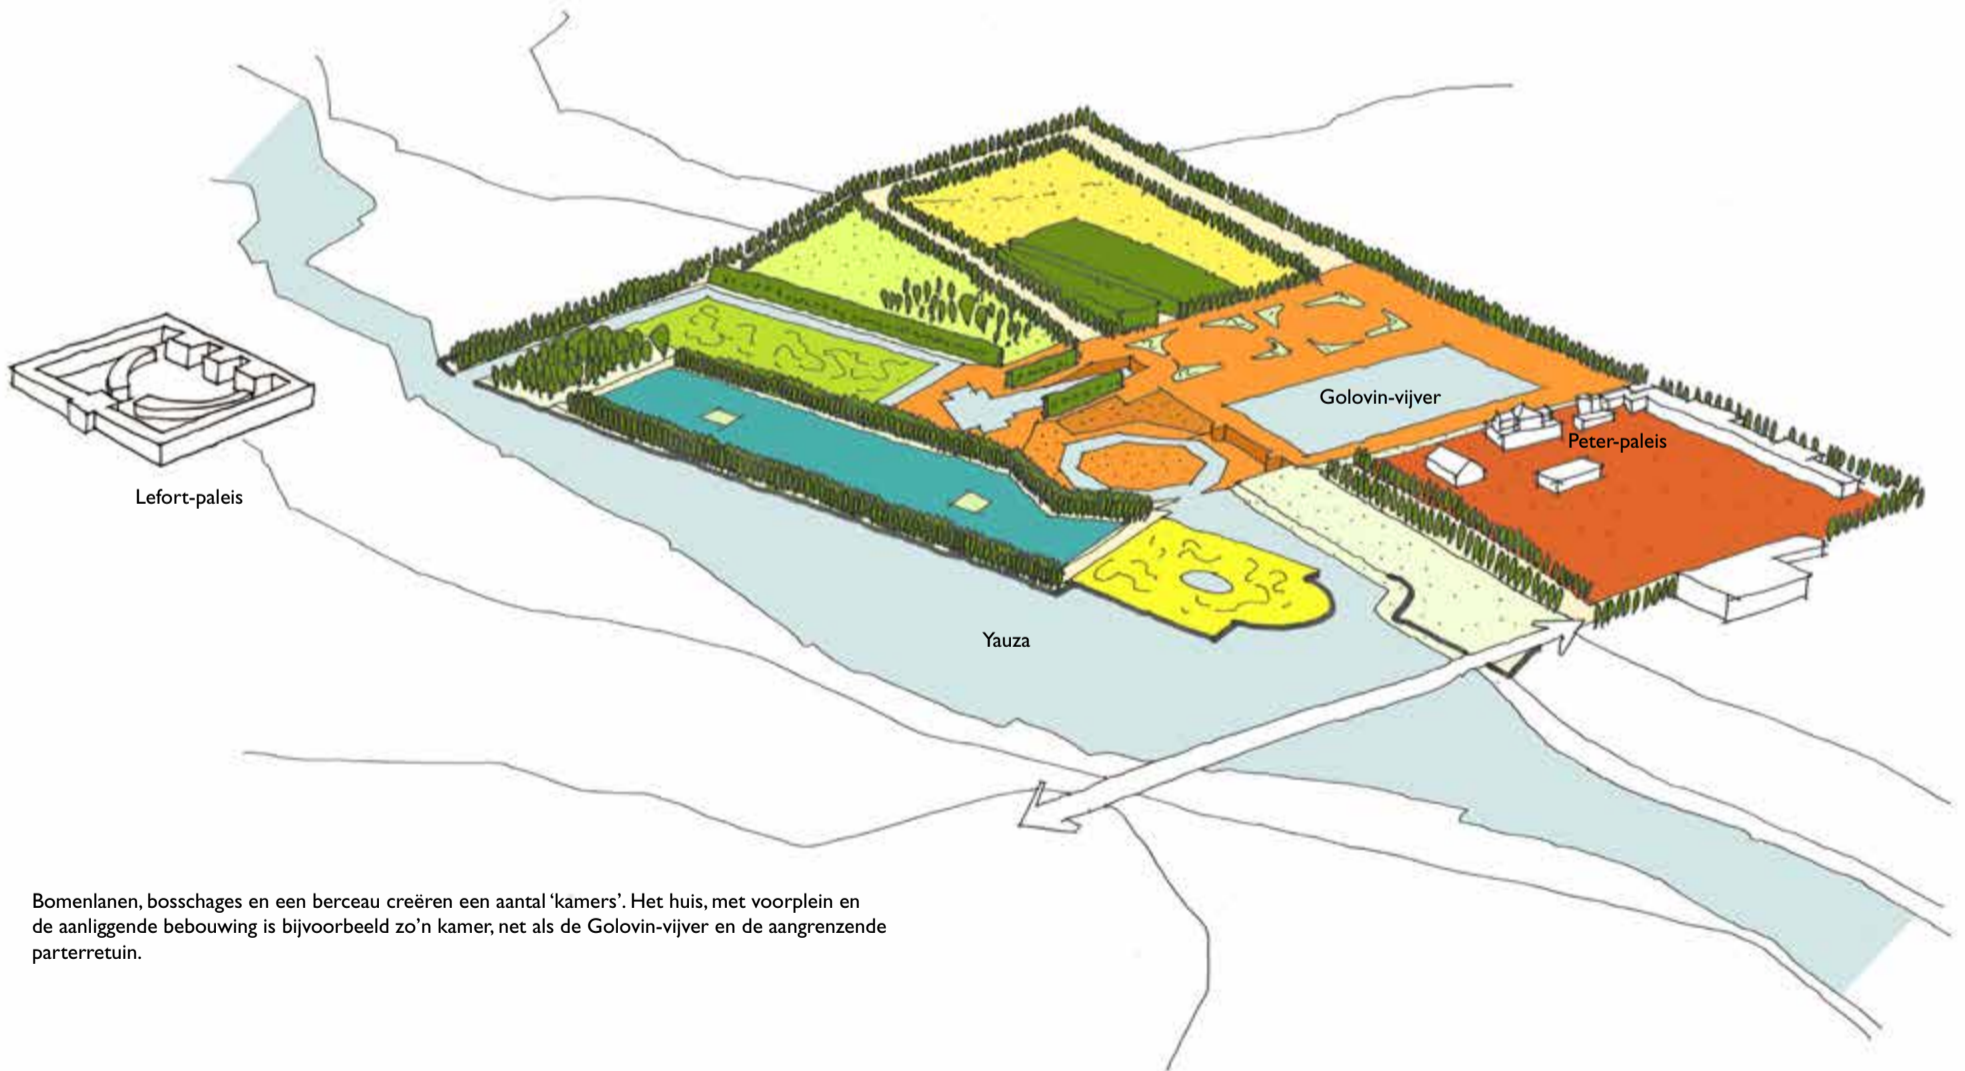 Golovin-vijver
Peter-paleis
Lefort-paleis
Yauza
Bomenlanen, bosschages en een berceau creëren een aantal ‘kamers’. Het huis, met voorplein en
de aanliggende bebouwing is bijvoorbeeld zo’n kamer, net als de Golovin-vijver en de aangrenzende
parterretuin.